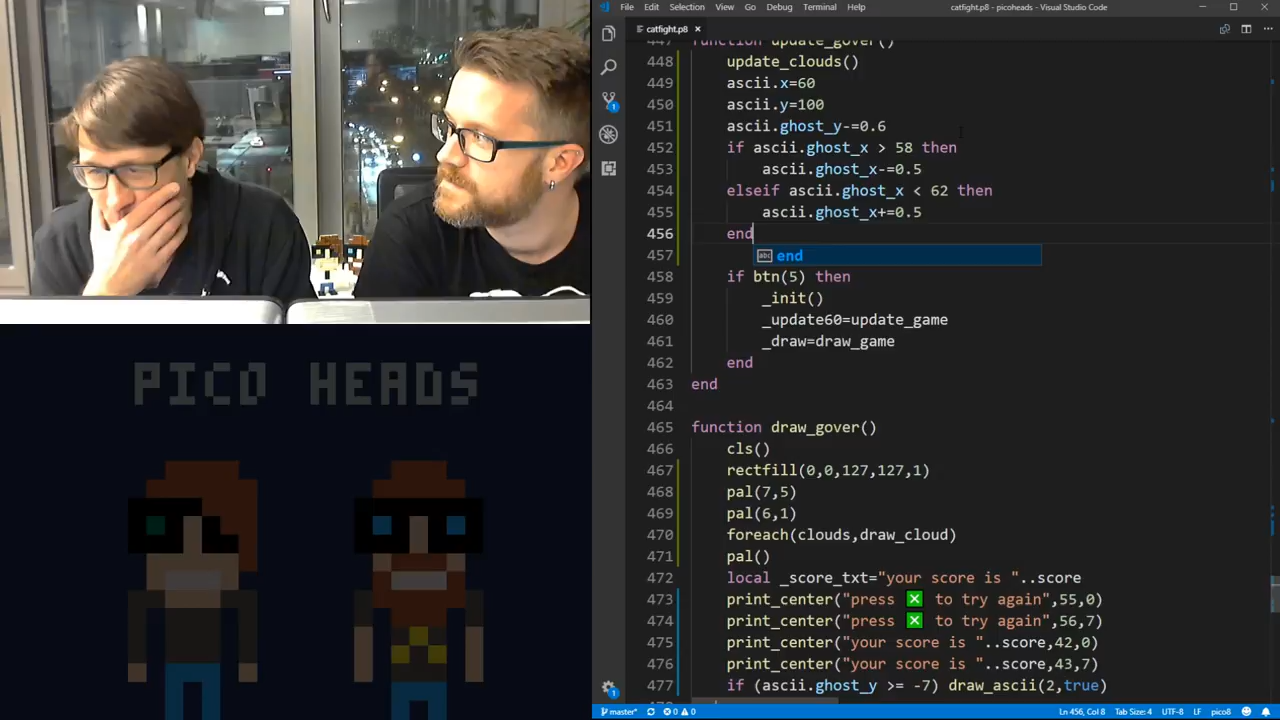 File Edit Selection View Go Debug Terminal Help
catfight.p8 - picoheads - Visual Studio Code
catfight.p8 ×
447 function update_gover()
448 update_clouds()
449 ascii.x=60
450 ascii.y=100
451 ascii.ghost_y-=0.6
452 if ascii.ghost_x > 58 then
453 ascii.ghost_x-=0.5
454 elseif ascii.ghost_x < 62 then
455 ascii.ghost_x+=0.5
456 end
457
abc end
458 if btn(5) then
459 _init()
460 _update60=update_game
461 _draw=draw_game
462 end
463 end
464
465 function draw_gover()
466 cls()
467 rectfill(0,0,127,127,1)
468 pal(7,5)
469 pal(6,1)
470 foreach(clouds,draw_cloud)
471 pal()
472 local _score_txt="your score is "..score
473 print_center("press ❎ to try again",55,0)
474 print_center("press ❎ to try again",56,7)
475 print_center("your score is "..score,42,0)
476 print_center("your score is "..score,43,7)
477 if (ascii.ghost_y >= -7) draw_ascii(2,true)
PICO HEADS
master* 0 0 Ln 456, Col 8 Tab Size: 4 UTF-8 LF pico8